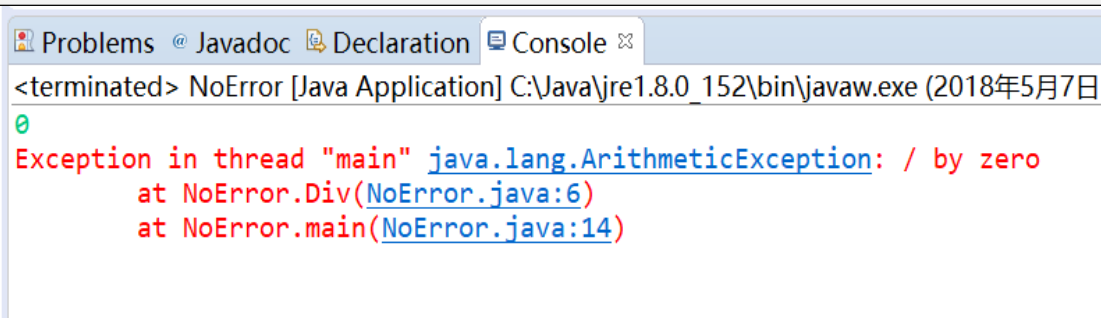 Problems @ Javadoc Declaration Console
<terminated> NoError [Java Application] C:\Java\jre1.8.0_152\bin\javaw.exe (2018年5月7日
0
Exception in thread "main" java.lang.ArithmeticException: / by zero
at NoError.Div(NoError.java:6)
at NoError.main(NoError.java:14)